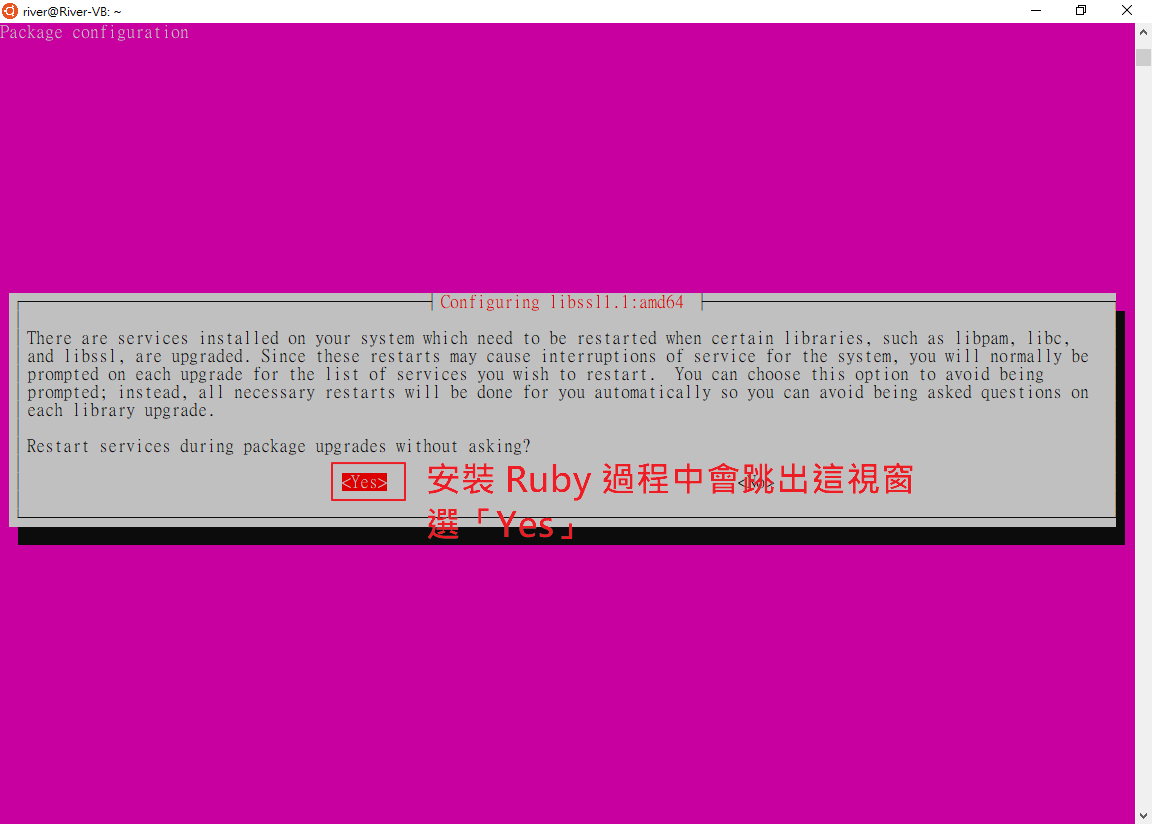 river@River-VB: ~
Package configuration
Configuring libssl1.1:amd64
There are services installed on your system which need to be restarted when certain libraries, such as libpam, libc,
and libssl, are upgraded. Since these restarts may cause interruptions of service for the system, you will normally be
prompted on each upgrade for the list of services you wish to restart.  You can choose this option to avoid being
prompted; instead, all necessary restarts will be done for you automatically so you can avoid being asked questions on
each library upgrade.
Restart services during package upgrades without asking?
<Yes> 安裝 Ruby 過程中會跳出這視窗 <No>
選「Yes」